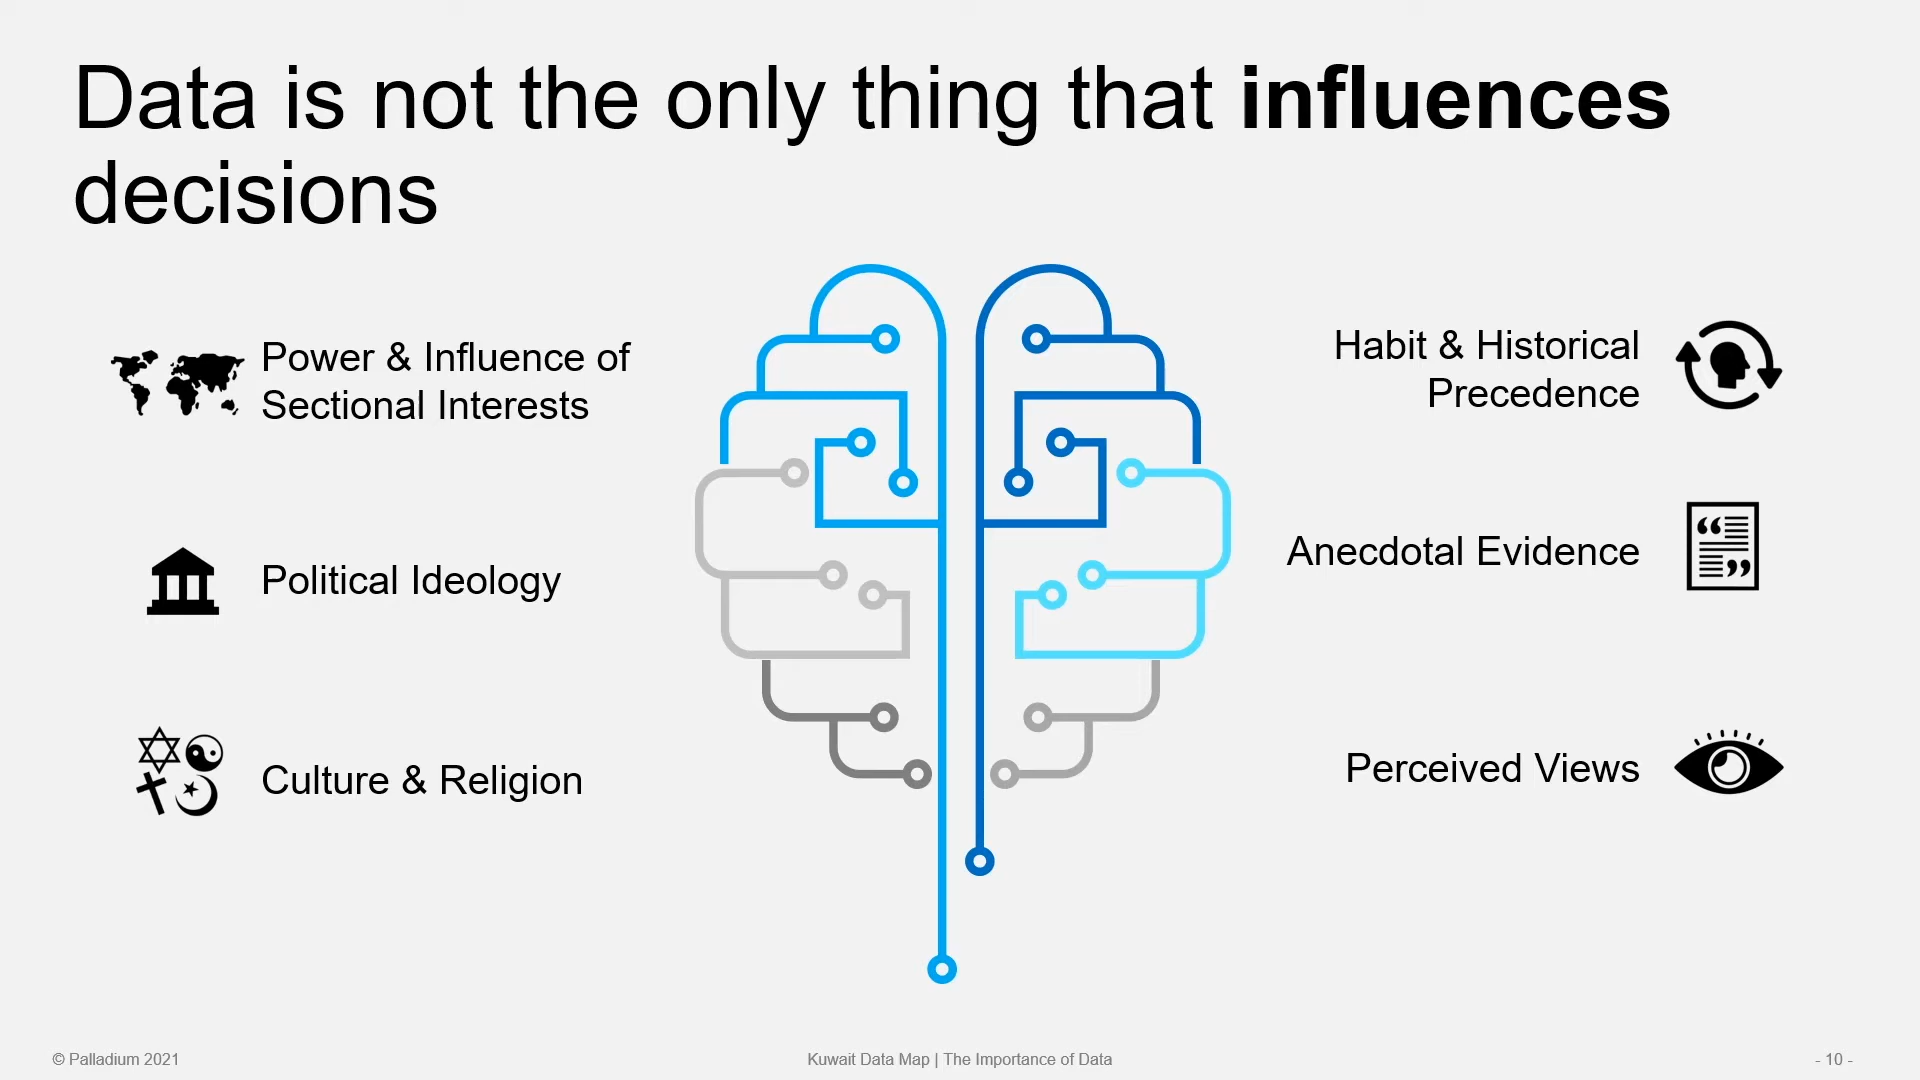 Data is not the only thing that influences
decisions
Power & Influence of
Sectional Interests
Political Ideology
Culture & Religion
Habit & Historical
Precedence
Anecdotal Evidence
Perceived Views
© Palladium 2021
Kuwait Data Map | The Importance of Data
- 10 -